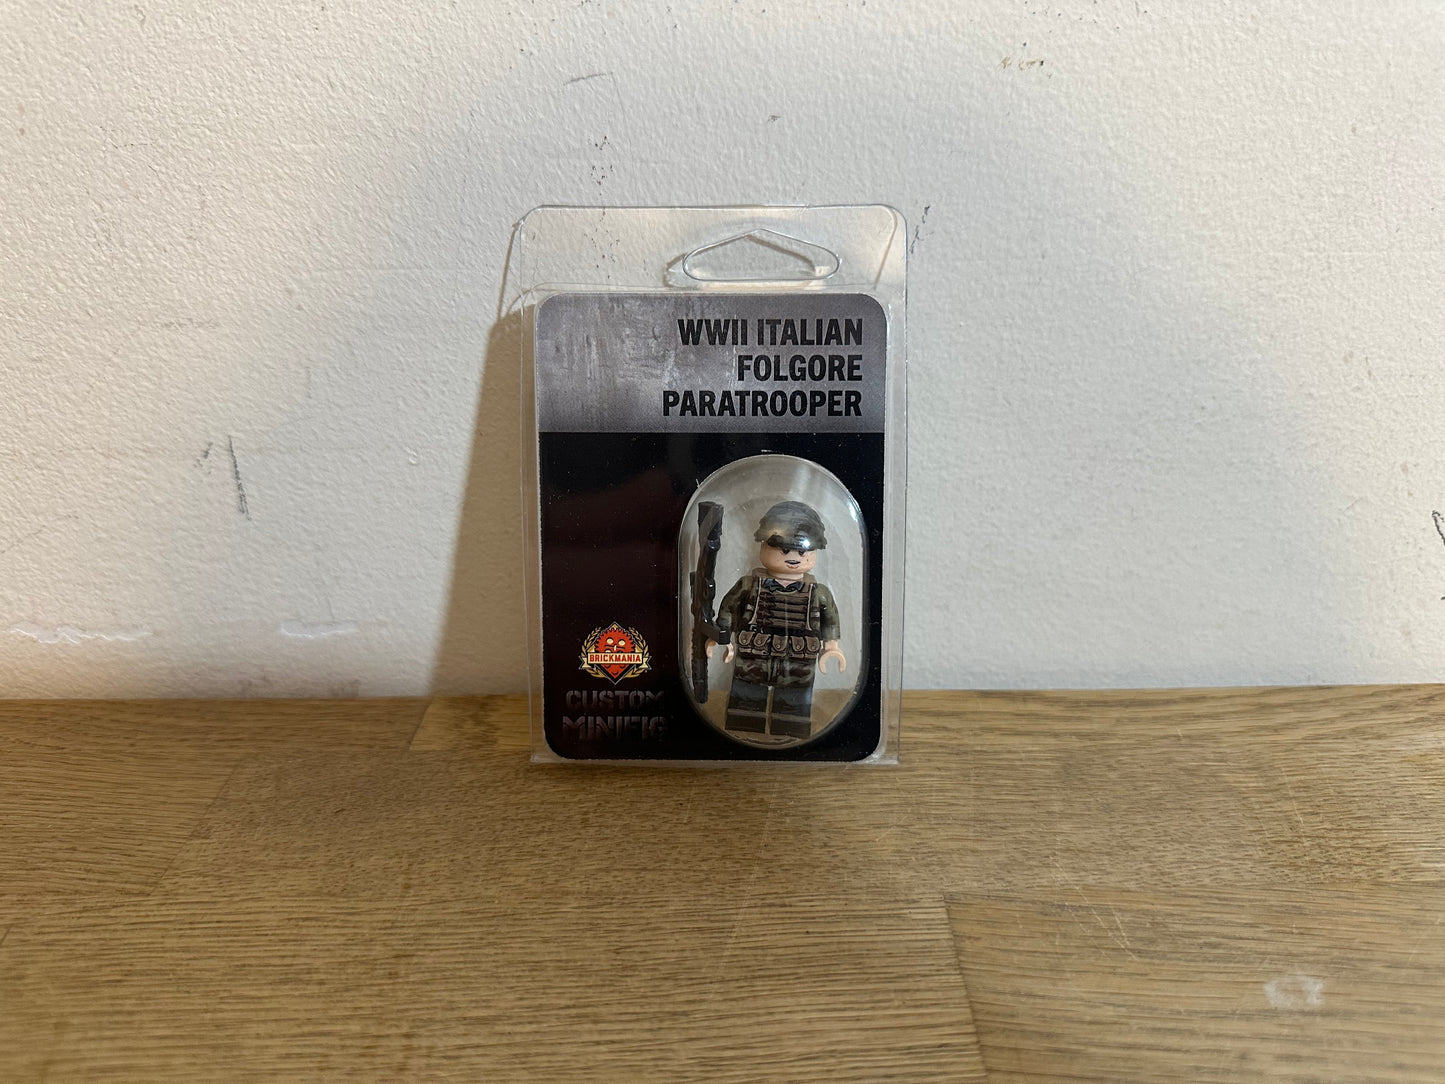 WWII ITALIAN
FOLGORE
PARATROOPER
BRICKMANIA
CUSTOM
MINIFIG